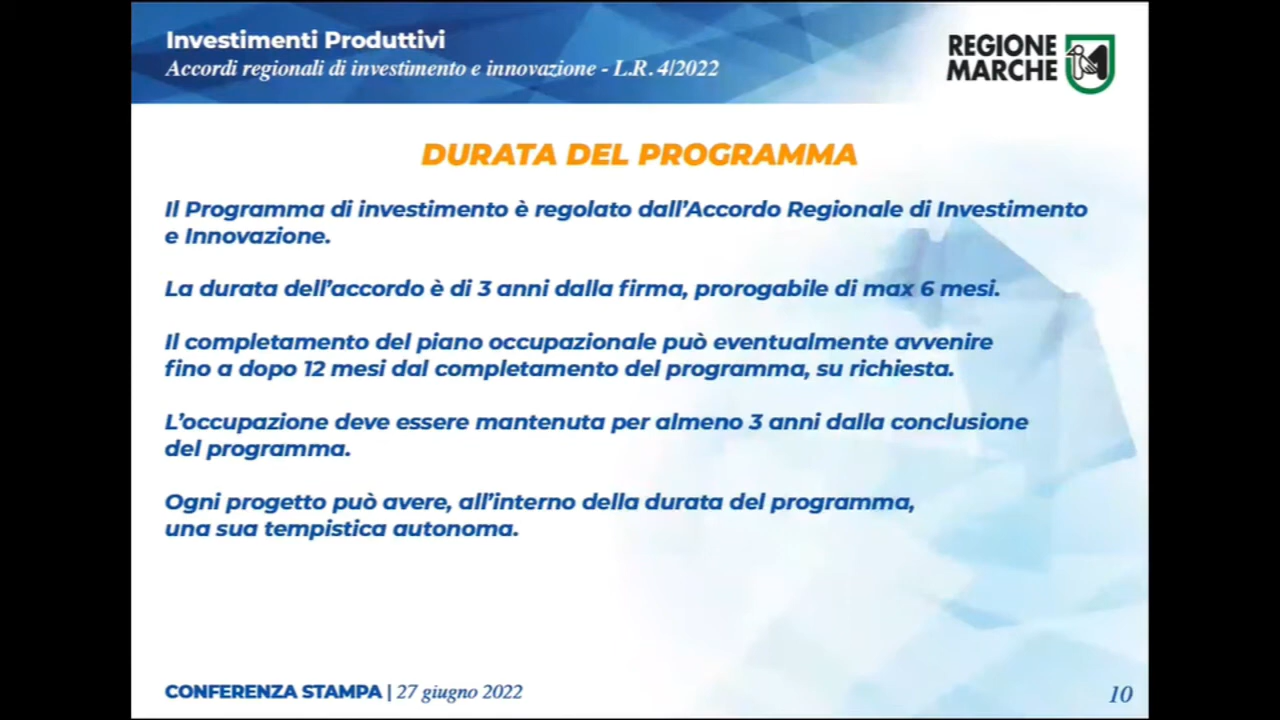 Investimenti Produttivi
Accordi regionali di investimento e innovazione - L.R. 4/2022
REGIONE
MARCHE
DURATA DEL PROGRAMMA
Il Programma di investimento è regolato dall'Accordo Regionale di Investimento
e Innovazione.
La durata dell'accordo è di 3 anni dalla firma, prorogabile di max 6 mesi.
Il completamento del piano occupazionale può eventualmente avvenire
fino a dopo 12 mesi dal completamento del programma, su richiesta.
L'occupazione deve essere mantenuta per almeno 3 anni dalla conclusione
del programma.
Ogni progetto può avere, all'interno della durata del programma,
una sua tempistica autonoma.
CONFERENZA STAMPA | 27 giugno 2022
10